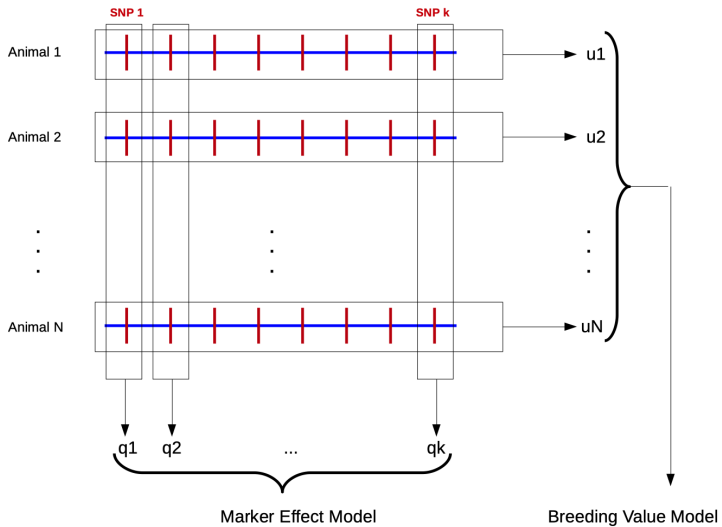 SNP 1 SNP k
Animal 1 u1
Animal 2 u2
Animal N uN
q1 q2 ... qk
Marker Effect Model Breeding Value Model